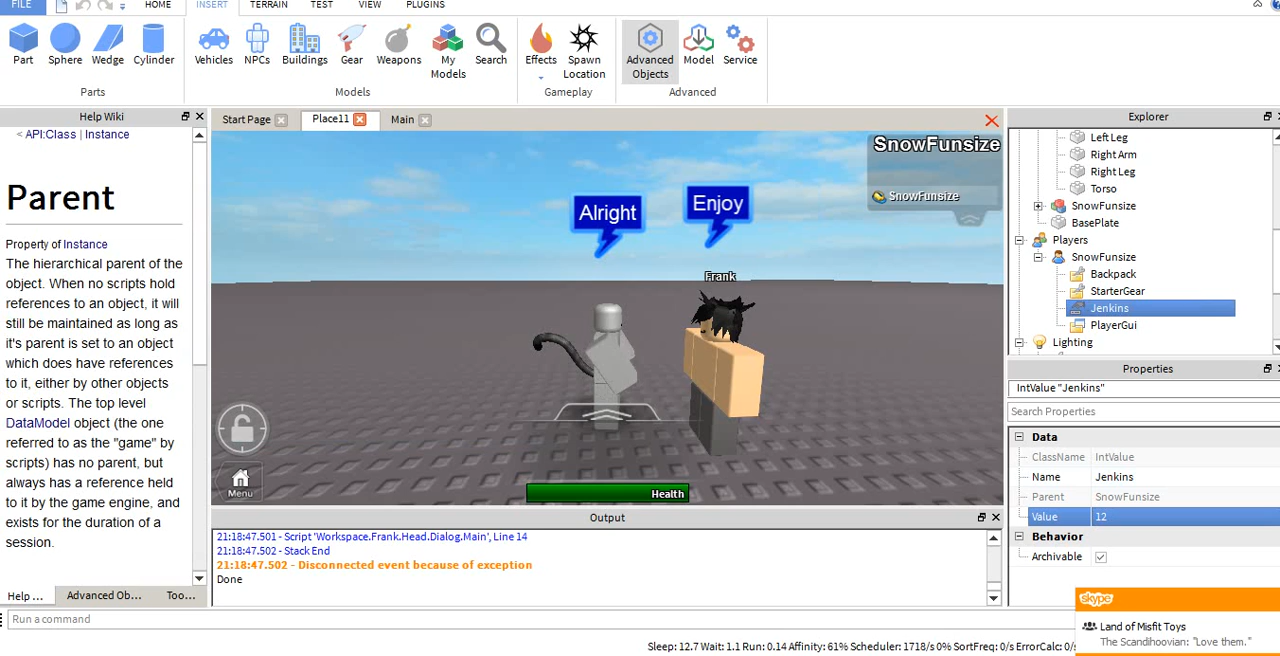 FILE HOME INSERT TERRAIN TEST VIEW PLUGINS
Part Sphere Wedge Cylinder Vehicles NPCs Buildings Gear Weapons My Models Search Effects Spawn Location Advanced Objects Model Service
Parts Models Gameplay Advanced
Help Wiki
< API:Class | Instance
Parent
Property of Instance
The hierarchical parent of the
object. When no scripts hold
references to an object, it will
still be maintained as long as
it's parent is set to an object
which does have references
to it, either by other objects
or scripts. The top level
DataModel object (the one
referred to as the "game" by
scripts) has no parent, but
always has a reference held
to it by the game engine, and
exists for the duration of a
session.
Help ... Advanced Ob... Too...
Start Page Place11 Main
SnowFunsize
SnowFunsize
Alright
Enjoy
Frank
Menu
Health
Output
21:18:47.501 - Script 'Workspace.Frank.Head.Dialog.Main', Line 14
21:18:47.502 - Stack End
21:18:47.502 - Disconnected event because of exception
Done
Explorer
Left Leg
Right Arm
Right Leg
Torso
SnowFunsize
BasePlate
Players
SnowFunsize
Backpack
StarterGear
Jenkins
PlayerGui
Lighting
Properties
IntValue "Jenkins"
Search Properties
Data
ClassName IntValue
Name Jenkins
Parent SnowFunsize
Value 12
Behavior
Archivable
Run a command
Sleep: 12.7 Wait: 1.1 Run: 0.14 Affinity: 61% Scheduler: 1718/s 0% SortFreq: 0/s ErrorCalc: 0/s
skype
Land of Misfit Toys
The Scandihoovian: "Love them."